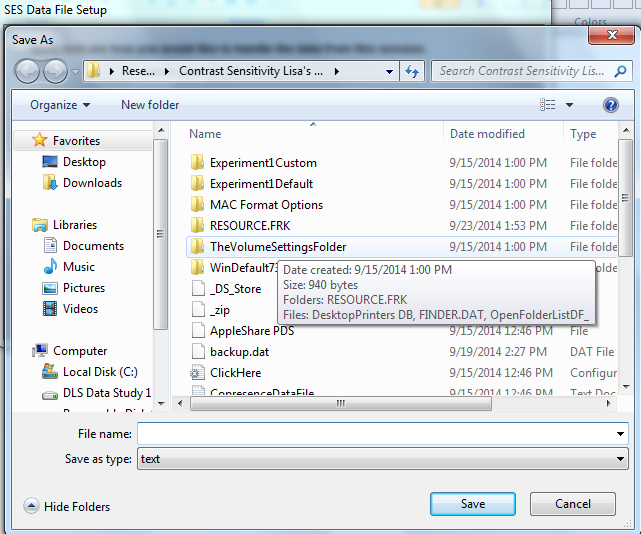 SES Data File Setup
Colors
Save As
Rese... Contrast Sensitivity Lisa's ... Search Contrast Sensitivity Lis...
Organize New folder
Name Date modified Type
Favorites
Desktop
Downloads
Libraries
Documents
Music
Pictures
Videos
Computer
Local Disk (C:)
DLS Data Study 1
Experiment1Custom 9/15/2014 1:00 PM File folde
Experiment1Default 9/15/2014 1:00 PM File folde
MAC Format Options 9/15/2014 1:00 PM File folde
RESOURCE.FRK 9/23/2014 1:53 PM File folde
TheVolumeSettingsFolder 9/15/2014 1:00 PM File folde
WinDefault73
Date created: 9/15/2014 1:00 PM
Size: 940 bytes
Folders: RESOURCE.FRK
Files: DesktopPrinters DB, FINDER.DAT, OpenFolderListDF_
_DS_Store
_zip
AppleShare PDS 9/15/2014 12:46 PM File
backup.dat 9/19/2014 2:27 PM DAT File
ClickHere 9/15/2014 12:46 PM Configur
CopresenceDataFile 9/15/2014 12:46 PM Text Doc
File name:
Save as type: text
Hide Folders Save Cancel